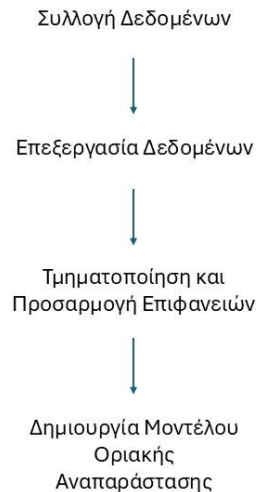 Συλλογή Δεδομένων
Επεξεργασία Δεδομένων
Τμηματοποίηση και
Προσαρμογή Επιφανειών
Δημιουργία Μοντέλου
Οριακής
Αναπαράστασης